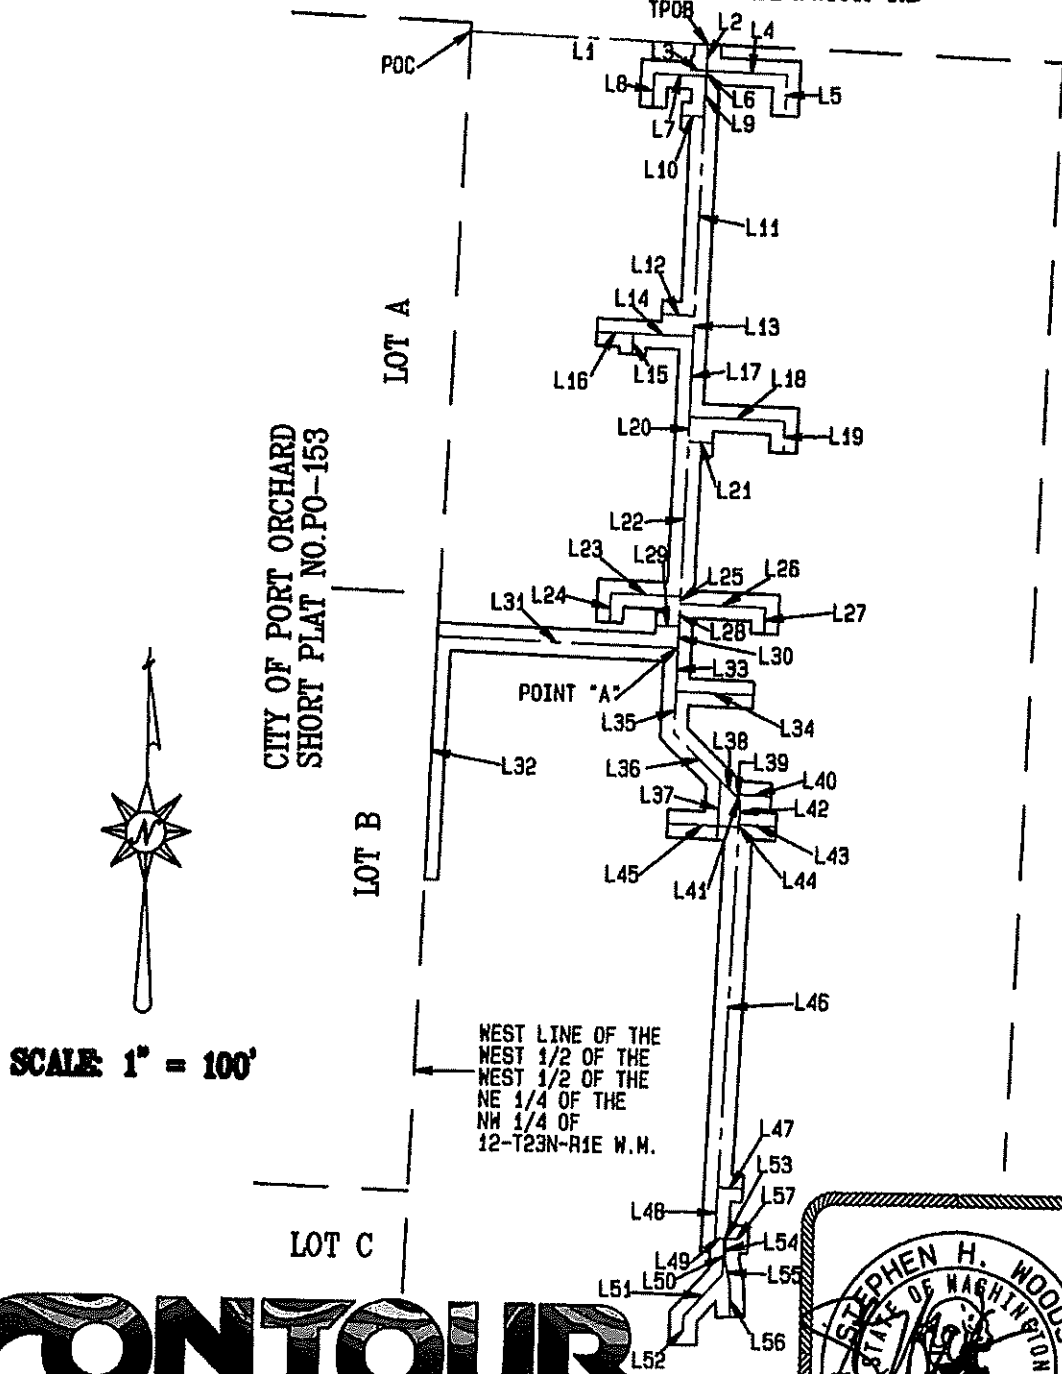 TPOB
L2
L4
L1
L3
POC
L8
L6
L5
L7
L9
L10
L11
L12
L14
L13
LOT A
L16
L15
L17
L18
L20
L19
L21
CITY OF PORT ORCHARD
SHORT PLAT NO.PO-153
L22
L23
L29
L25
L26
L31
L24
L27
L28
L30
L33
POINT "A"
L35
L34
L38
L39
L36
L40
L32
L37
L42
LOT B
L45
L43
L41
L44
N
L46
SCALE: 1" = 100'
WEST LINE OF THE
WEST 1/2 OF THE
WEST 1/2 OF THE
NE 1/4 OF THE
NW 1/4 OF
12-T23N-R1E W.M.
L47
L53
L57
L48
LOT C
L49
L54
L50
L55
L51
L56
L52
CONTOUR
STEPHEN H.
STATE OF WASHINGTON